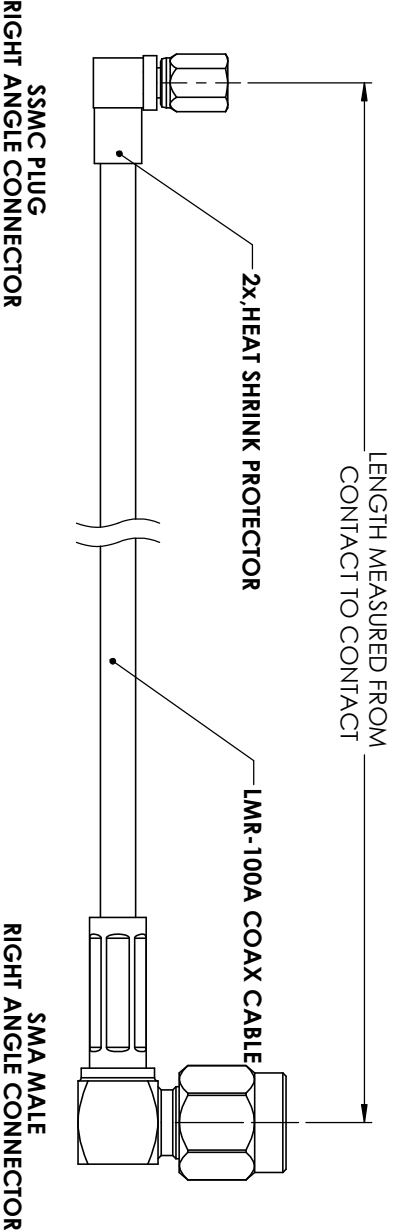 LENGTH MEASURED FROM
CONTACT TO CONTACT
2x,HEAT SHRINK PROTECTOR
LMR-100A COAX CABLE
SSMC PLUG
RIGHT ANGLE CONNECTOR
SMA MALE
RIGHT ANGLE CONNECTOR